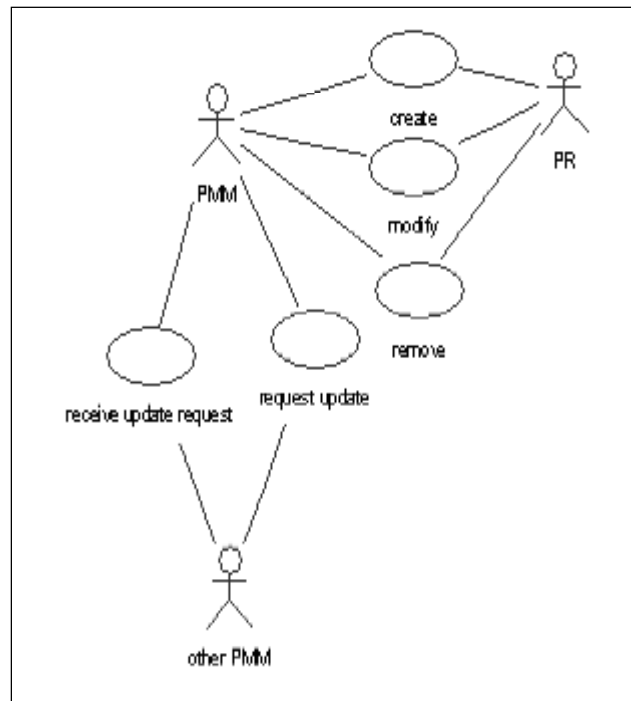 create
PR
PMM
modify
remove
request update
receive update request
other PMM